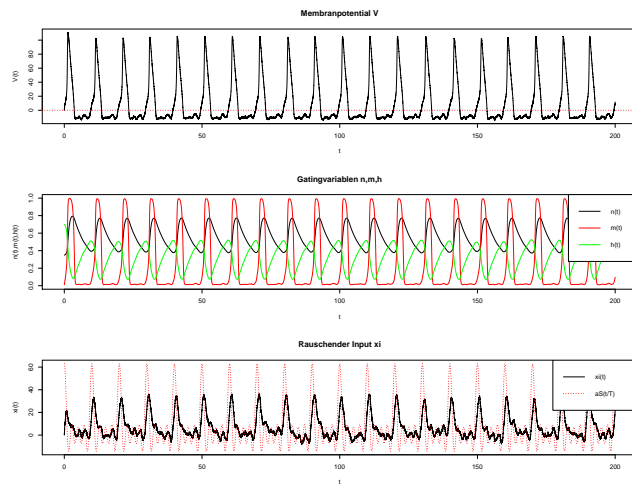 Membranpotential V
V(t)
0 20 40 60 80
0 50 100 150 200
t
Gatingvariablen n,m,h
n(t),m(t),h(t)
0.0 0.2 0.4 0.6 0.8 1.0
n(t)
m(t)
h(t)
0 50 100 150 200
t
Rauschender Input xi
xi(t)
0 20 40 60
xi(t)
aS(t/T)
0 50 100 150 200
t